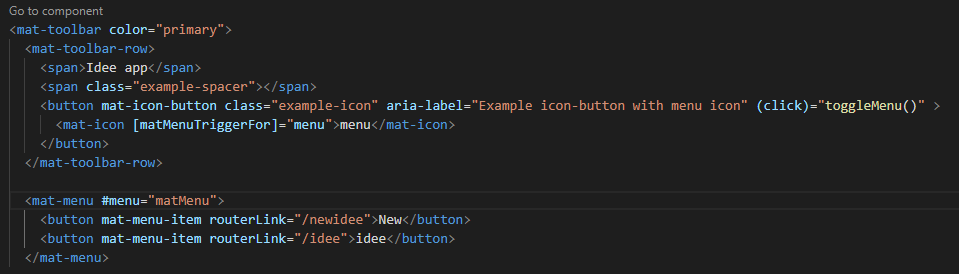 Go to component
<mat-toolbar color="primary">
<mat-toolbar-row>
<span>Idee app</span>
<span class="example-spacer"></span>
<button mat-icon-button class="example-icon" aria-label="Example icon-button with menu icon" (click)="toggleMenu()" >
<mat-icon [matMenuTriggerFor]="menu">menu</mat-icon>
</button>
</mat-toolbar-row>
<mat-menu #menu="matMenu">
<button mat-menu-item routerLink="/newidee">New</button>
<button mat-menu-item routerLink="/idee">idee</button>
</mat-menu>